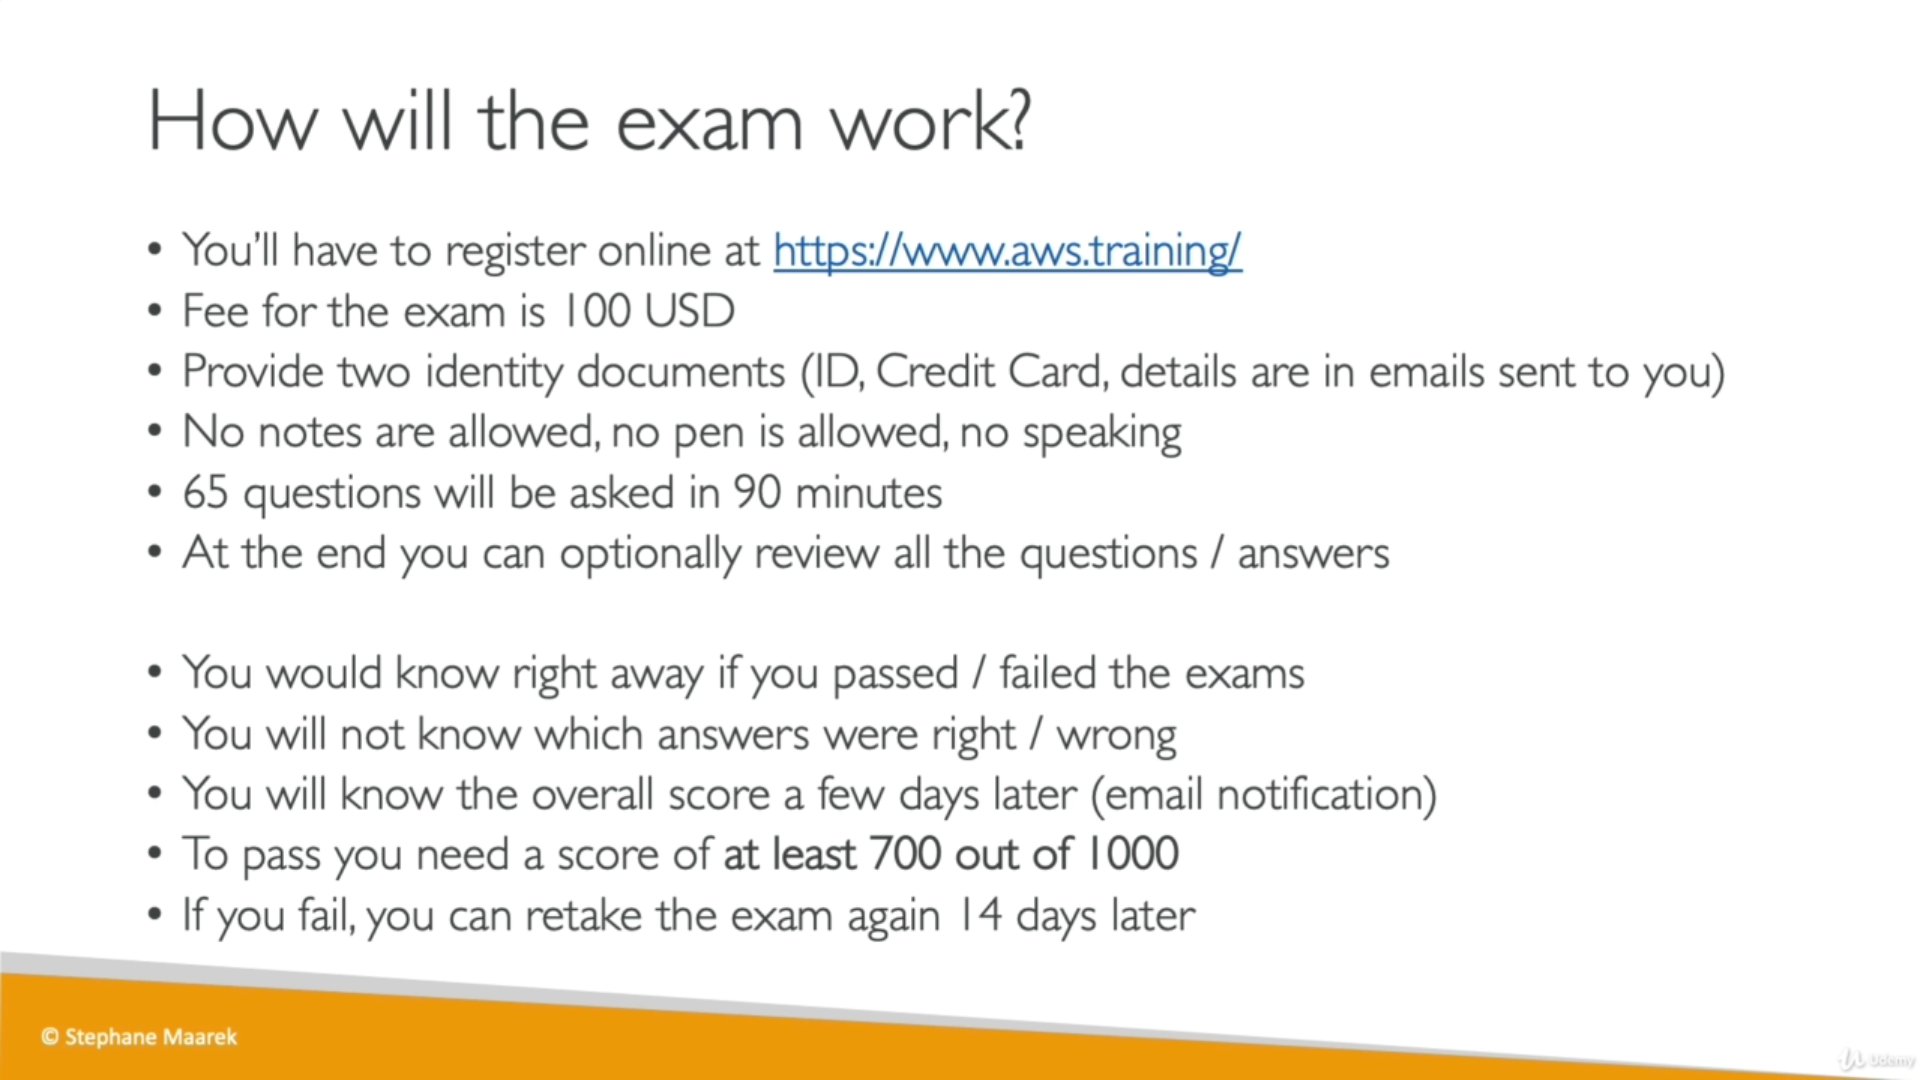 How will the exam work?
• You'll have to register online at https://www.aws.training/
• Fee for the exam is 100 USD
• Provide two identity documents (ID, Credit Card, details are in emails sent to you)
• No notes are allowed, no pen is allowed, no speaking
• 65 questions will be asked in 90 minutes
• At the end you can optionally review all the questions / answers
• You would know right away if you passed / failed the exams
• You will not know which answers were right / wrong
• You will know the overall score a few days later (email notification)
• To pass you need a score of at least 700 out of 1000
• If you fail, you can retake the exam again 14 days later
© Stephane Maarek
Udemy